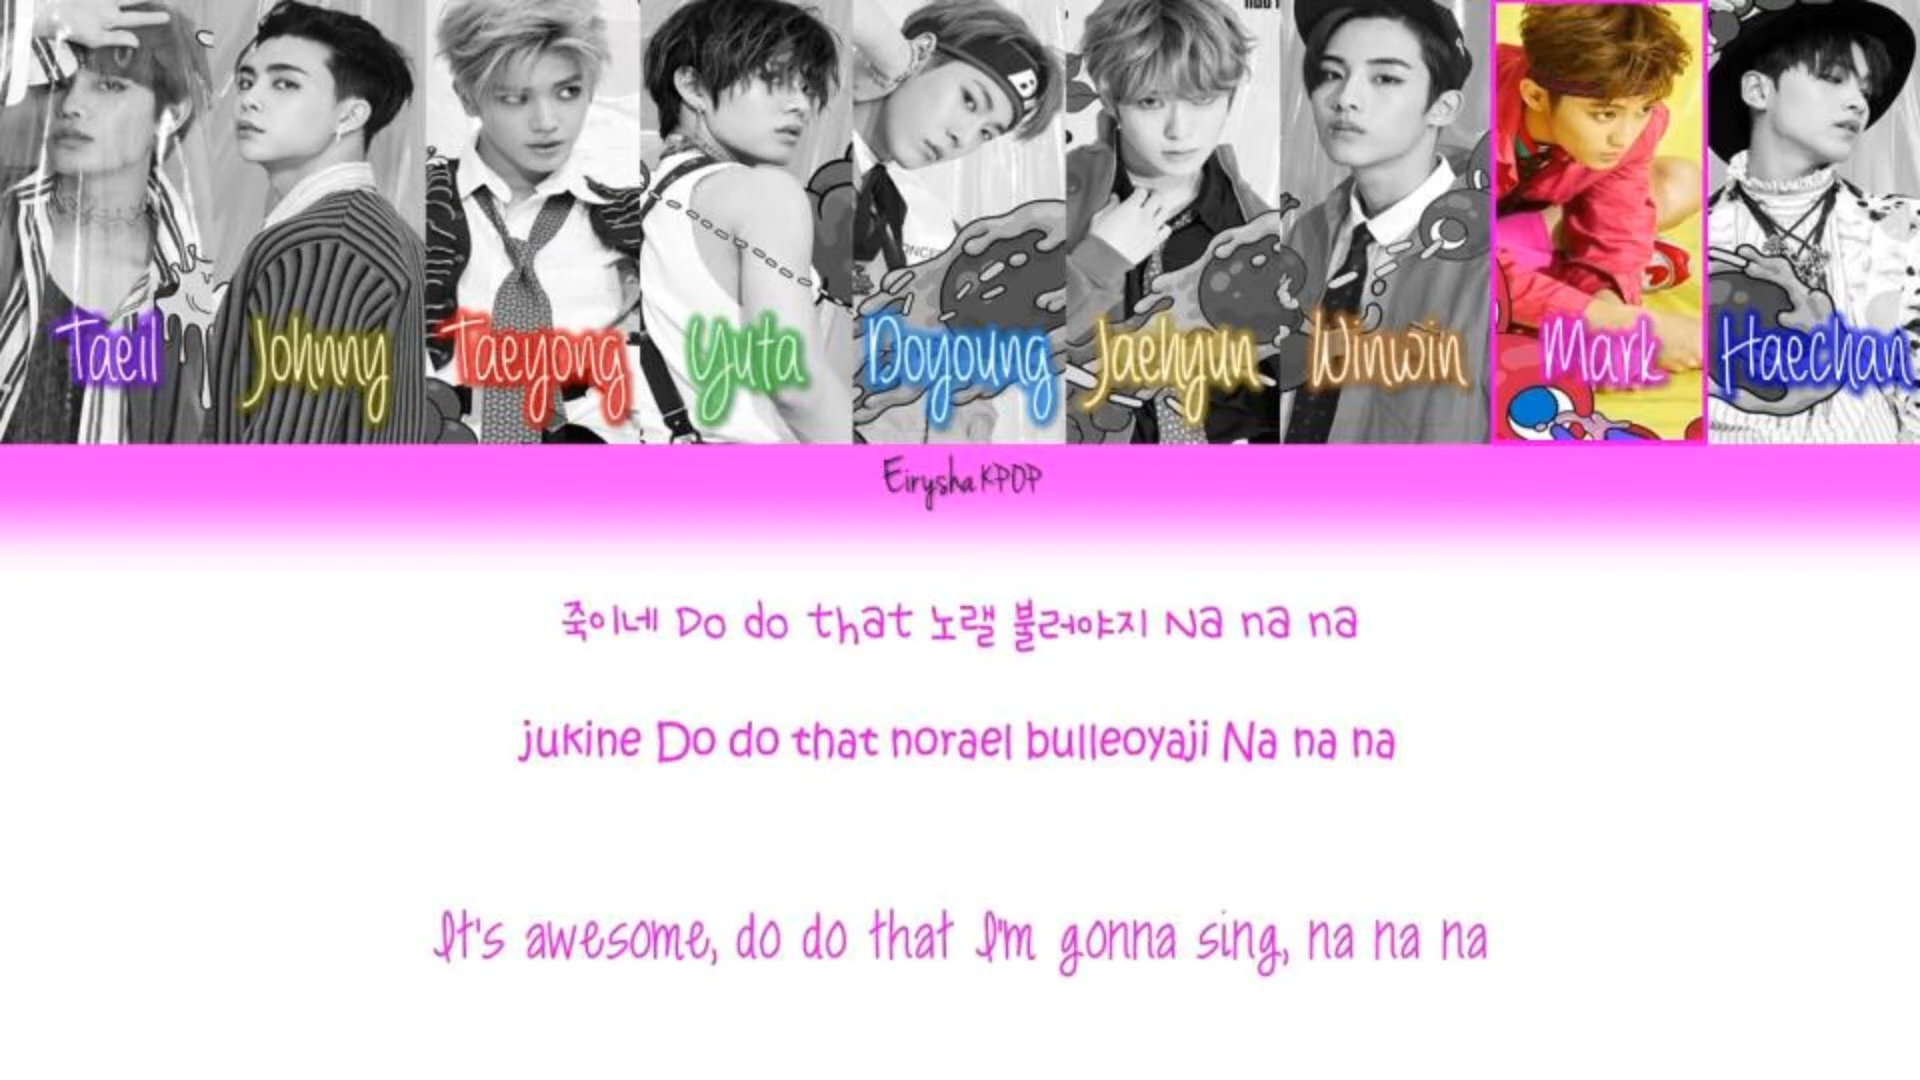 Taeil Johnny Taeyong Yuta Doyoung Jaehyun Winwin Mark Haechan
Eirysha KPOP
죽이네 Do do that 노랠 불러야지 Na na na
jukine Do do that norael bulleoyaji Na na na
It's awesome, do do that I'm gonna sing, na na na